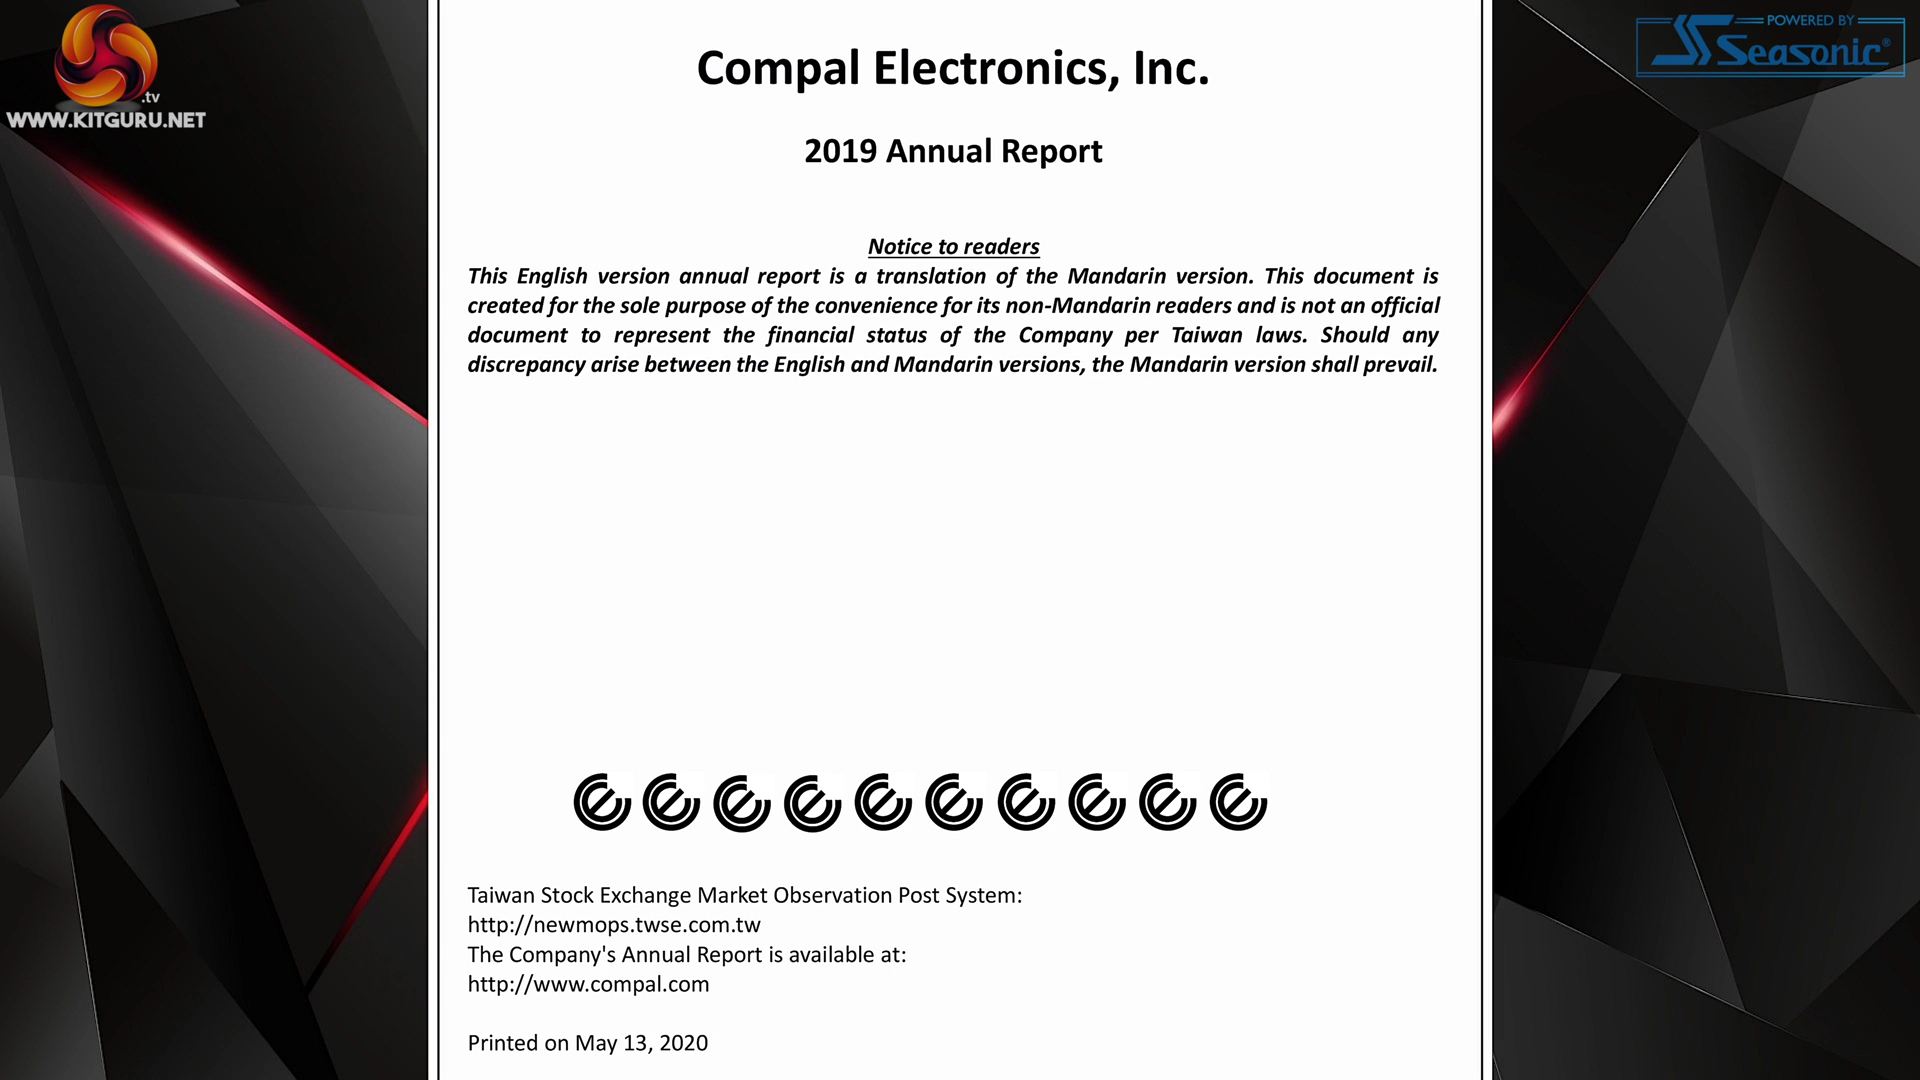 .tv
WWW.KITGURU.NET
POWERED BY
Seasonic®
Compal Electronics, Inc.
2019 Annual Report
Notice to readers
This English version annual report is a translation of the Mandarin version. This document is
created for the sole purpose of the convenience for its non-Mandarin readers and is not an official
document to represent the financial status of the Company per Taiwan laws. Should any
discrepancy arise between the English and Mandarin versions, the Mandarin version shall prevail.
Taiwan Stock Exchange Market Observation Post System:
http://newmops.twse.com.tw
The Company's Annual Report is available at:
http://www.compal.com
Printed on May 13, 2020